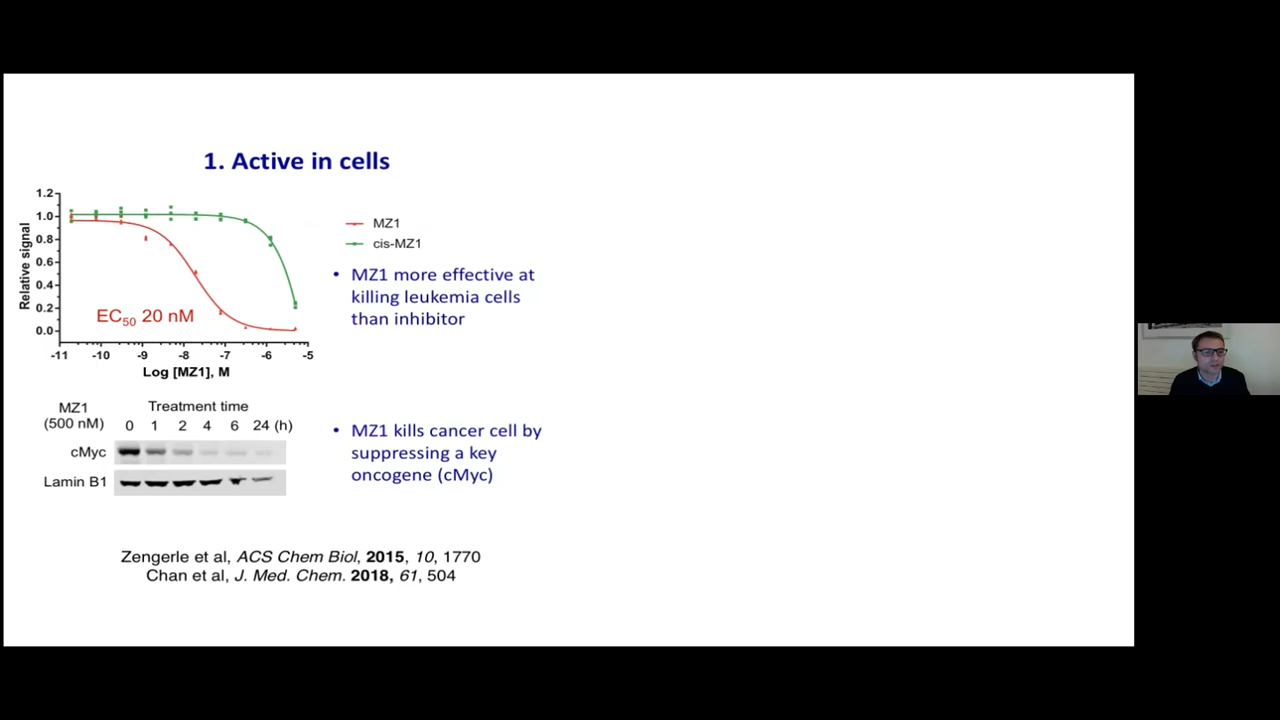 1. Active in cells
1.2
1.0
0.8
0.6
0.4
0.2
0.0
Relative signal
EC50 20 nM
-11 -10 -9 -8 -7 -6 -5
Log [MZ1], M
MZ1
cis-MZ1
• MZ1 more effective at
killing leukemia cells
than inhibitor
MZ1 Treatment time
(500 nM) 0 1 2 4 6 24 (h)
cMyc
Lamin B1
• MZ1 kills cancer cell by
suppressing a key
oncogene (cMyc)
Zengerle et al, ACS Chem Biol, 2015, 10, 1770
Chan et al, J. Med. Chem. 2018, 61, 504